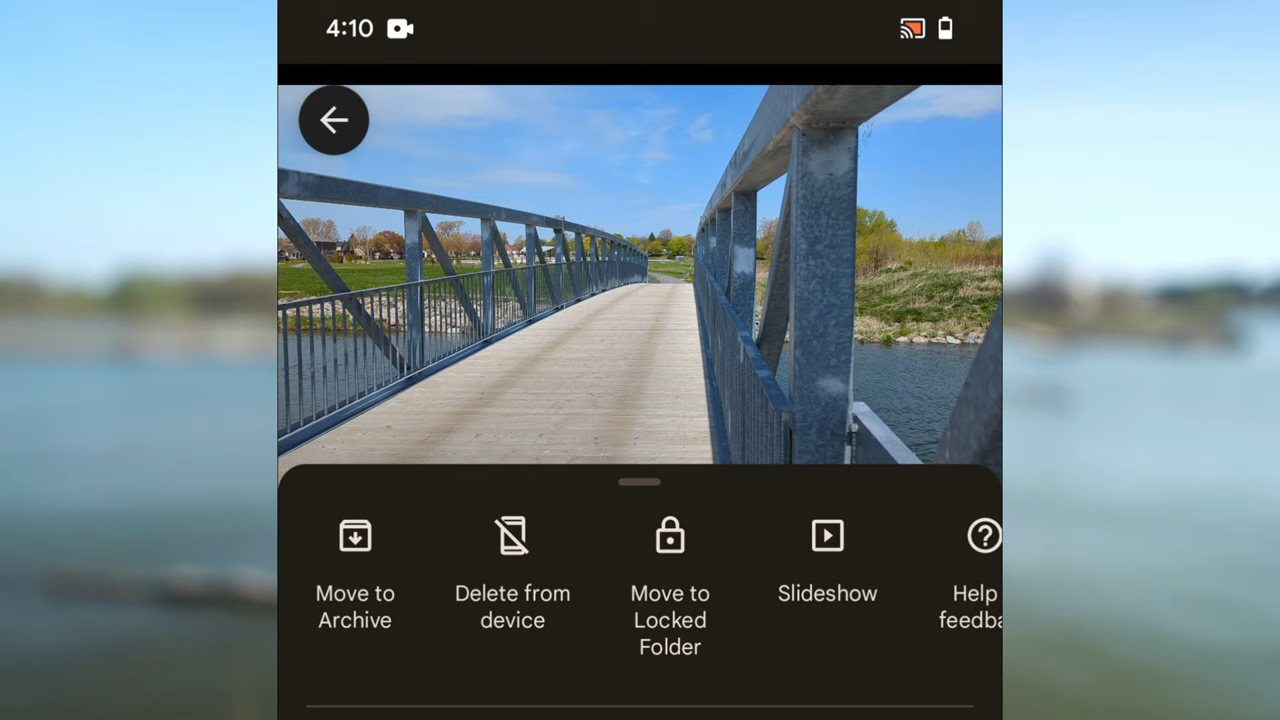 4:10
Move to
Archive
Delete from
device
Move to
Locked
Folder
Slideshow
Help
feedba